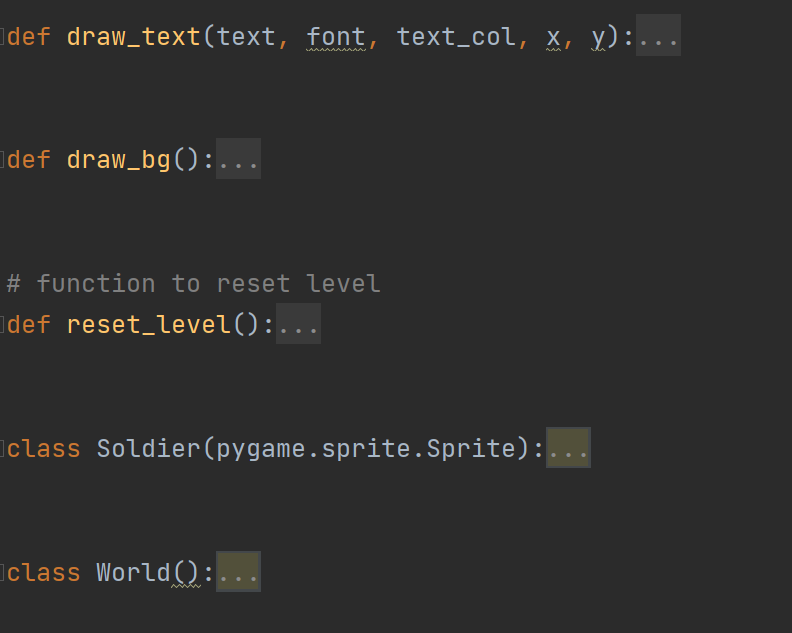 def draw_text(text, font, text_col, x, y):...
def draw_bg():...
# function to reset level
def reset_level():...
class Soldier(pygame.sprite.Sprite):...
class World():...